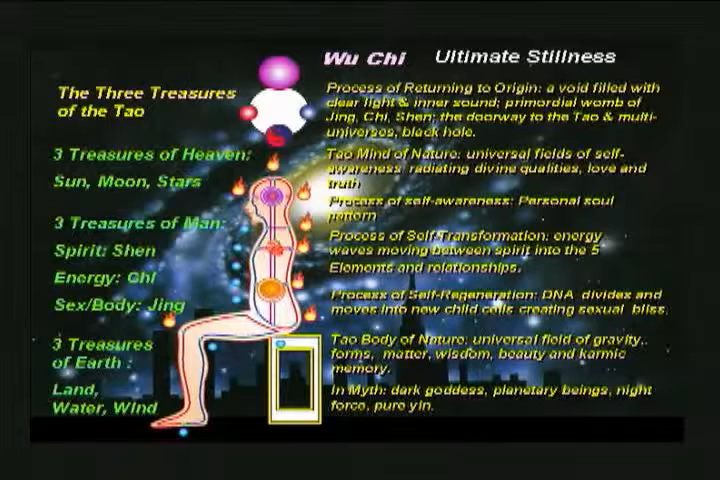 Wu Chi Ultimate Stillness
The Three Treasures
of the Tao
Process of Returning to Origin: a void filled with
clear light & inner sound; primordial womb of
Jing, Chi, Shen; the doorway to the Tao & multi-
universes, black hole.
3 Treasures of Heaven:
Sun, Moon, Stars
Tao Mind of Nature: universal fields of self-
awareness radiating divine qualities, love and
truth
Process of self-awareness: Personal soul
pattern
3 Treasures of Man:
Spirit: Shen
Energy: Chi
Sex/Body: Jing
Process of Self-Transformation: energy
waves moving between spirit into the 5
Elements and relationships.
Process of Self-Regeneration: DNA divides and
moves into new child cells creating sexual bliss.
3 Treasures
of Earth :
Land,
Water, Wind
Tao Body of Nature: universal field of gravity..
forms, matter, wisdom, beauty and karmic
memory.
In Myth: dark goddess, planetary beings, night
force, pure yin.